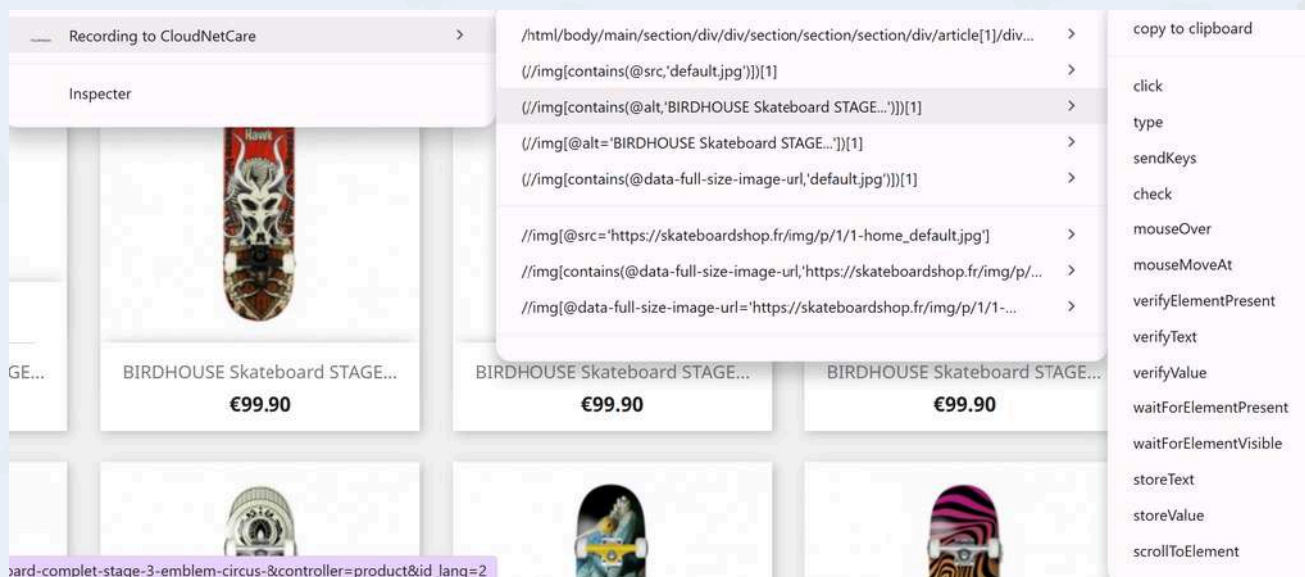 Recording to CloudNetCare
Inspecter
/html/body/main/section/div/div/section/section/section/div/article[1]/div...
(//img[contains(@src,'default.jpg')])[1]
(//img[contains(@alt,'BIRDHOUSE Skateboard STAGE...')])[1]
(//img[@alt='BIRDHOUSE Skateboard STAGE...'])[1]
(//img[contains(@data-full-size-image-url,'default.jpg')])[1]
//img[@src='https://skateboardshop.fr/img/p/1/1-home_default.jpg']
//img[contains(@data-full-size-image-url,'https://skateboardshop.fr/img/p/...
//img[@data-full-size-image-url='https://skateboardshop.fr/img/p/1/1-...
copy to clipboard
click
type
sendKeys
check
mouseOver
mouseMoveAt
verifyElementPresent
verifyText
verifyValue
waitForElementPresent
waitForElementVisible
storeText
storeValue
scrollToElement
Hawk
GE...
BIRDHOUSE Skateboard STAGE...
€99.90
BIRDHOUSE Skateboard STAGE...
€99.90
BIRDHOUSE Skateboard STAGE...
€99.90
oard-complet-stage-3-emblem-circus-&controller=product&id_lang=2